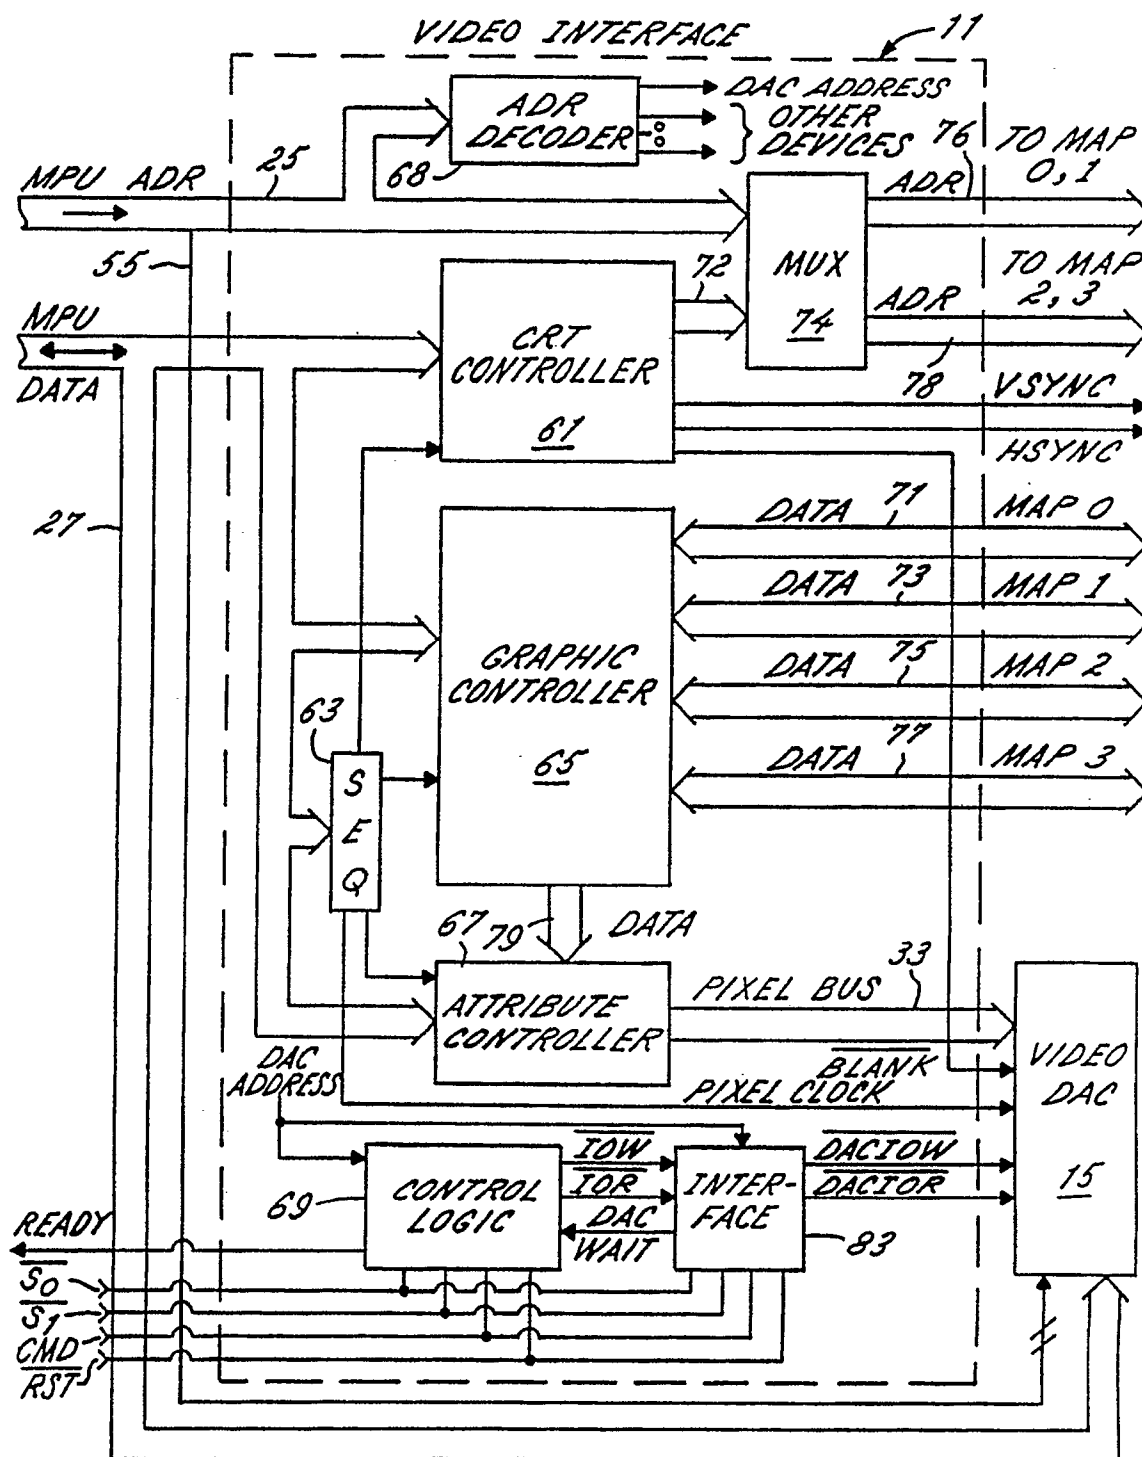 VIDEO INTERFACE
11
ADR DECODER
68
DAC ADDRESS
OTHER DEVICES
MPU ADR
25
55
MUX
74
ADR
76
TO MAP 0,1
ADR
78
TO MAP 2,3
MPU
DATA
27
CRT CONTROLLER
61
72
VSYNC
HSYNC
GRAPHIC CONTROLLER
65
DATA
71
MAP 0
DATA
73
MAP 1
DATA
75
MAP 2
DATA
77
MAP 3
63
SEQ
79
DATA
67
ATTRIBUTE CONTROLLER
PIXEL BUS
33
BLANK
PIXEL CLOCK
VIDEO DAC
15
DAC ADDRESS
CONTROL LOGIC
69
IOW
IOR
DAC WAIT
INTER-
FACE
83
DACIOW
DACIOR
READY
S0
S1
CMD
RST